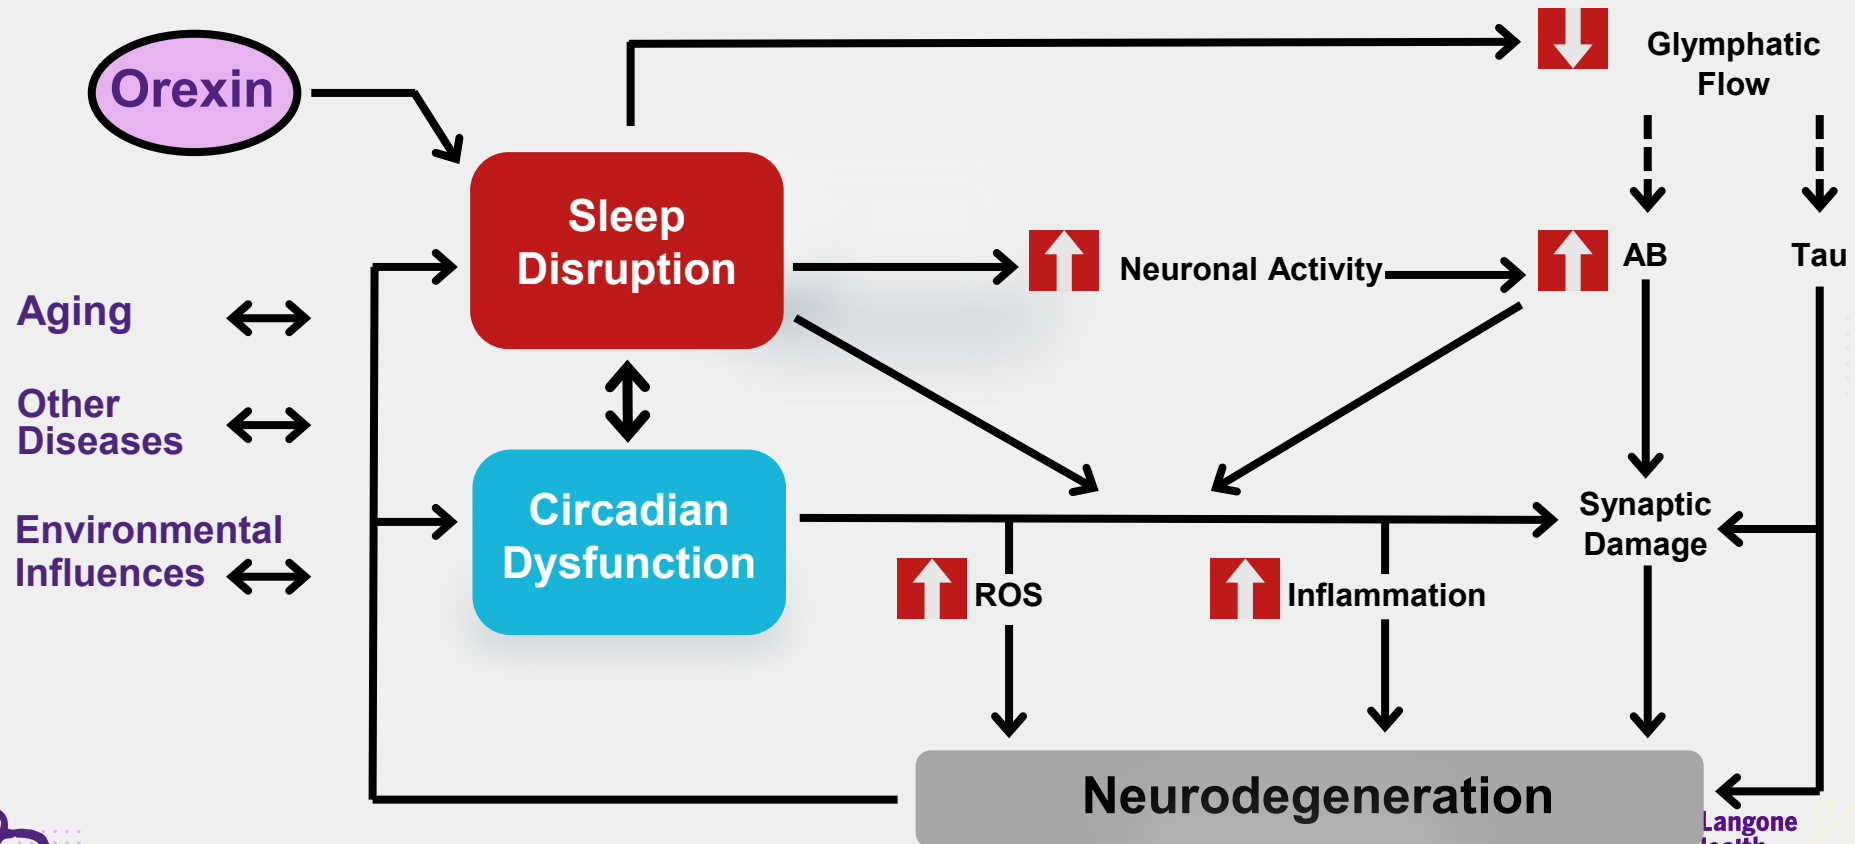 Orexin
Glymphatic
Flow
Sleep
Disruption
Neuronal Activity
AB
Tau
Aging
Other
Diseases
Environmental
Influences
Circadian
Dysfunction
Synaptic
Damage
ROS
Inflammation
Neurodegeneration
Langone